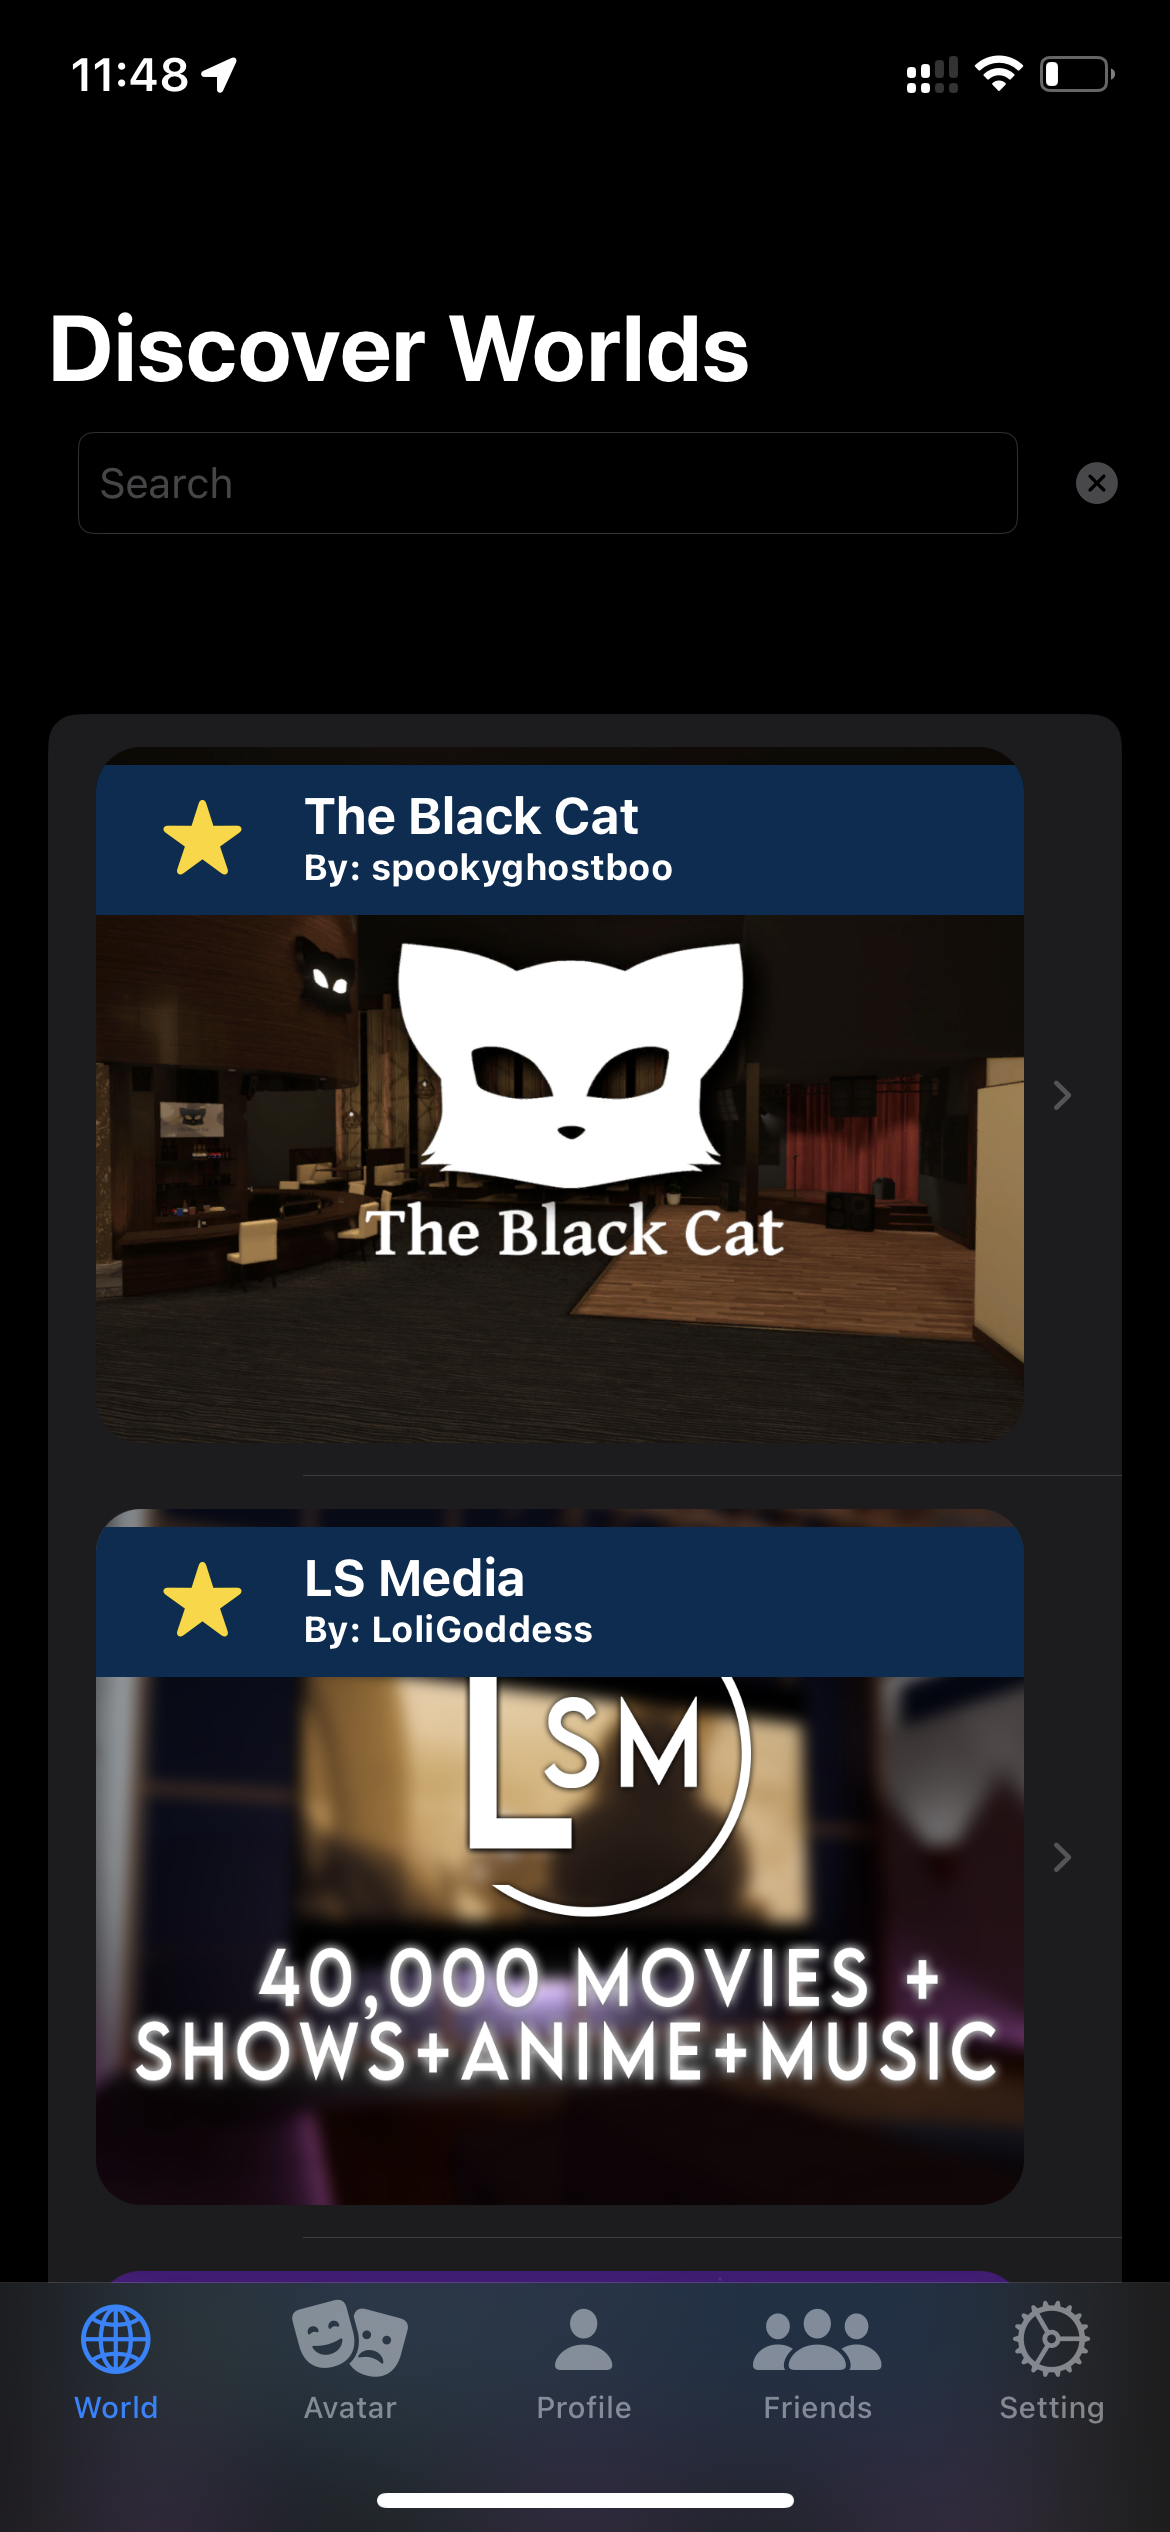 11:48
Discover Worlds
Search
The Black Cat
By: spookyghostboo
The Black Cat
LS Media
By: LoliGoddess
LSM
40,000 MOVIES +
SHOWS+ANIME+MUSIC
World
Avatar
Profile
Friends
Setting